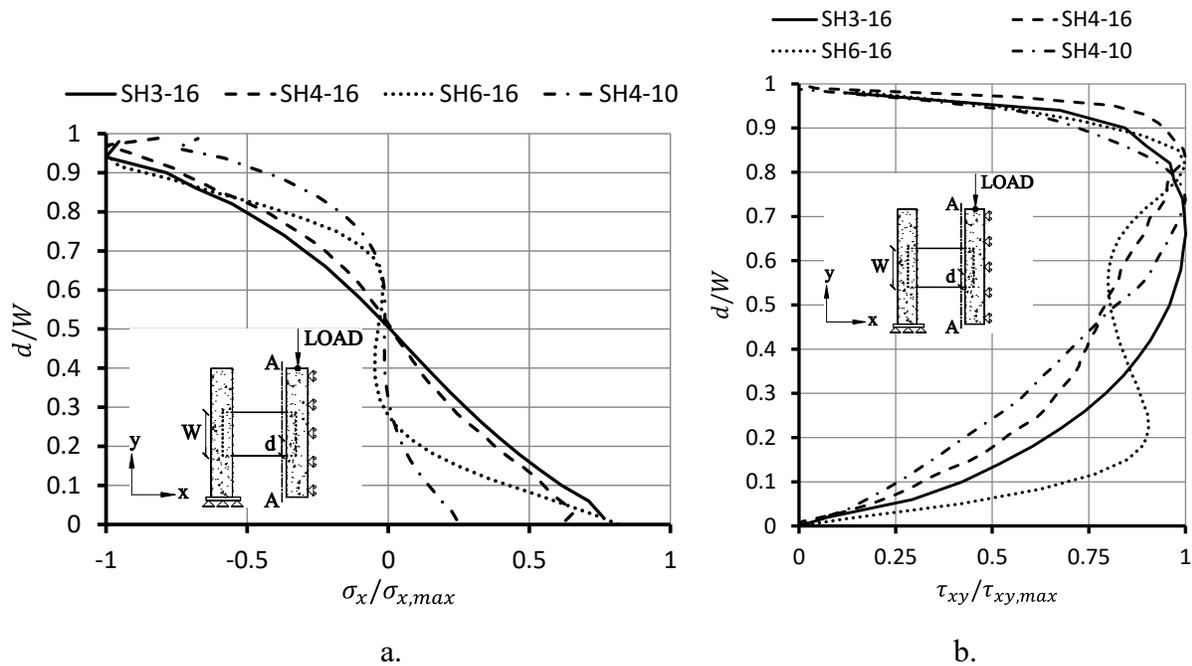 SH3-16 SH4-16 SH6-16 SH4-10
1
0.9
0.8
0.7
0.6
0.5
0.4
0.3
0.2
0.1
0
-1 -0.5 0 0.5 1
d/W
σx/σx,max
LOAD
A
W
d
y
x
A
a.
SH3-16 SH4-16
SH6-16 SH4-10
1
0.9
0.8
0.7
0.6
0.5
0.4
0.3
0.2
0.1
0
0 0.25 0.5 0.75 1
d/W
τxy/τxy,max
LOAD
A
W
d
y
x
A
b.